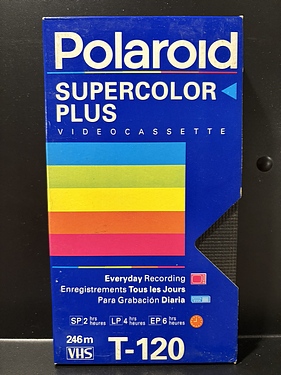 Polaroid
SUPERCOLOR
PLUS
VIDEOCASSETTE
Everyday Recording
Enregistrements Tous les Jours
Para Grabación Diaria
SP 2 hrs heures LP 4 hrs heures EP 6 hrs heures
246 m
VHS T-120